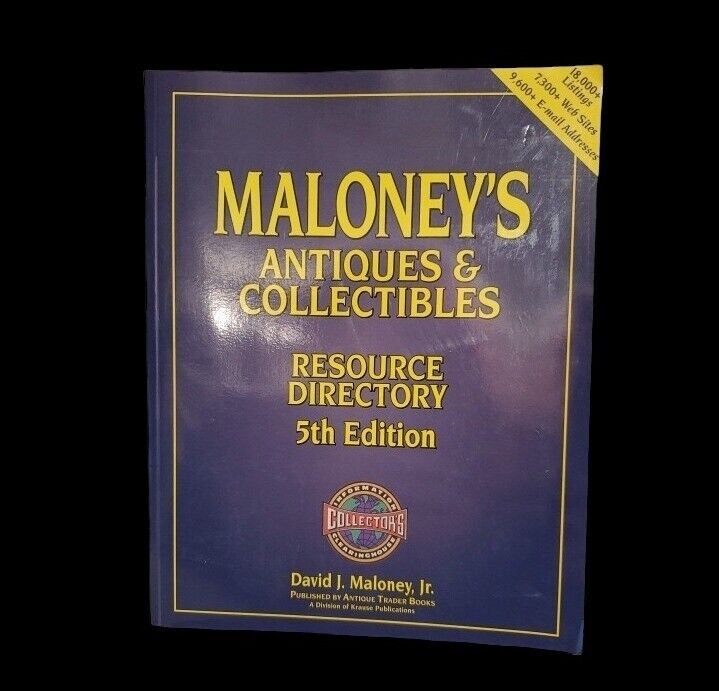 18,000+
Listings
7,300+ Web Sites
9,600+ E-mail Addresses
MALONEY'S
ANTIQUES &
COLLECTIBLES
RESOURCE
DIRECTORY
5th Edition
INFORMATION
COLLECTOR'S
CLEARINGHOUSE
David J. Maloney, Jr.
PUBLISHED BY ANTIQUE TRADER BOOKS
A Division of Krause Publications